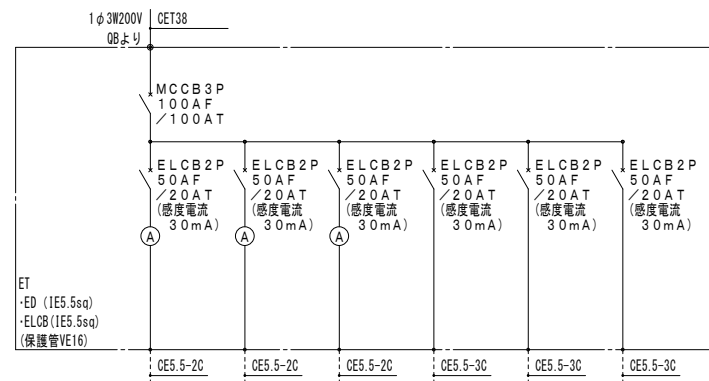 1φ3W200V CET38
QBより
MCCB3P
100AF
/100AT
ELCB2P
50AF
/20AT
(感度電流
30mA)
A
ELCB2P
50AF
/20AT
(感度電流
30mA)
A
ELCB2P
50AF
/20AT
(感度電流
30mA)
A
ELCB2P
50AF
/20AT
(感度電流
30mA)
ELCB2P
50AF
/20AT
(感度電流
30mA)
ELCB2P
50AF
/20AT
(感度電流
30mA)
ET
･ED (IE5.5sq)
･ELCB(IE5.5sq)
(保護管VE16)
CE5.5-2C
CE5.5-2C
CE5.5-2C
CE5.5-3C
CE5.5-3C
CE5.5-3C